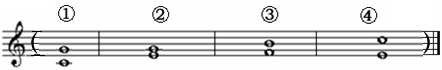 ① ② ③ ④
( )